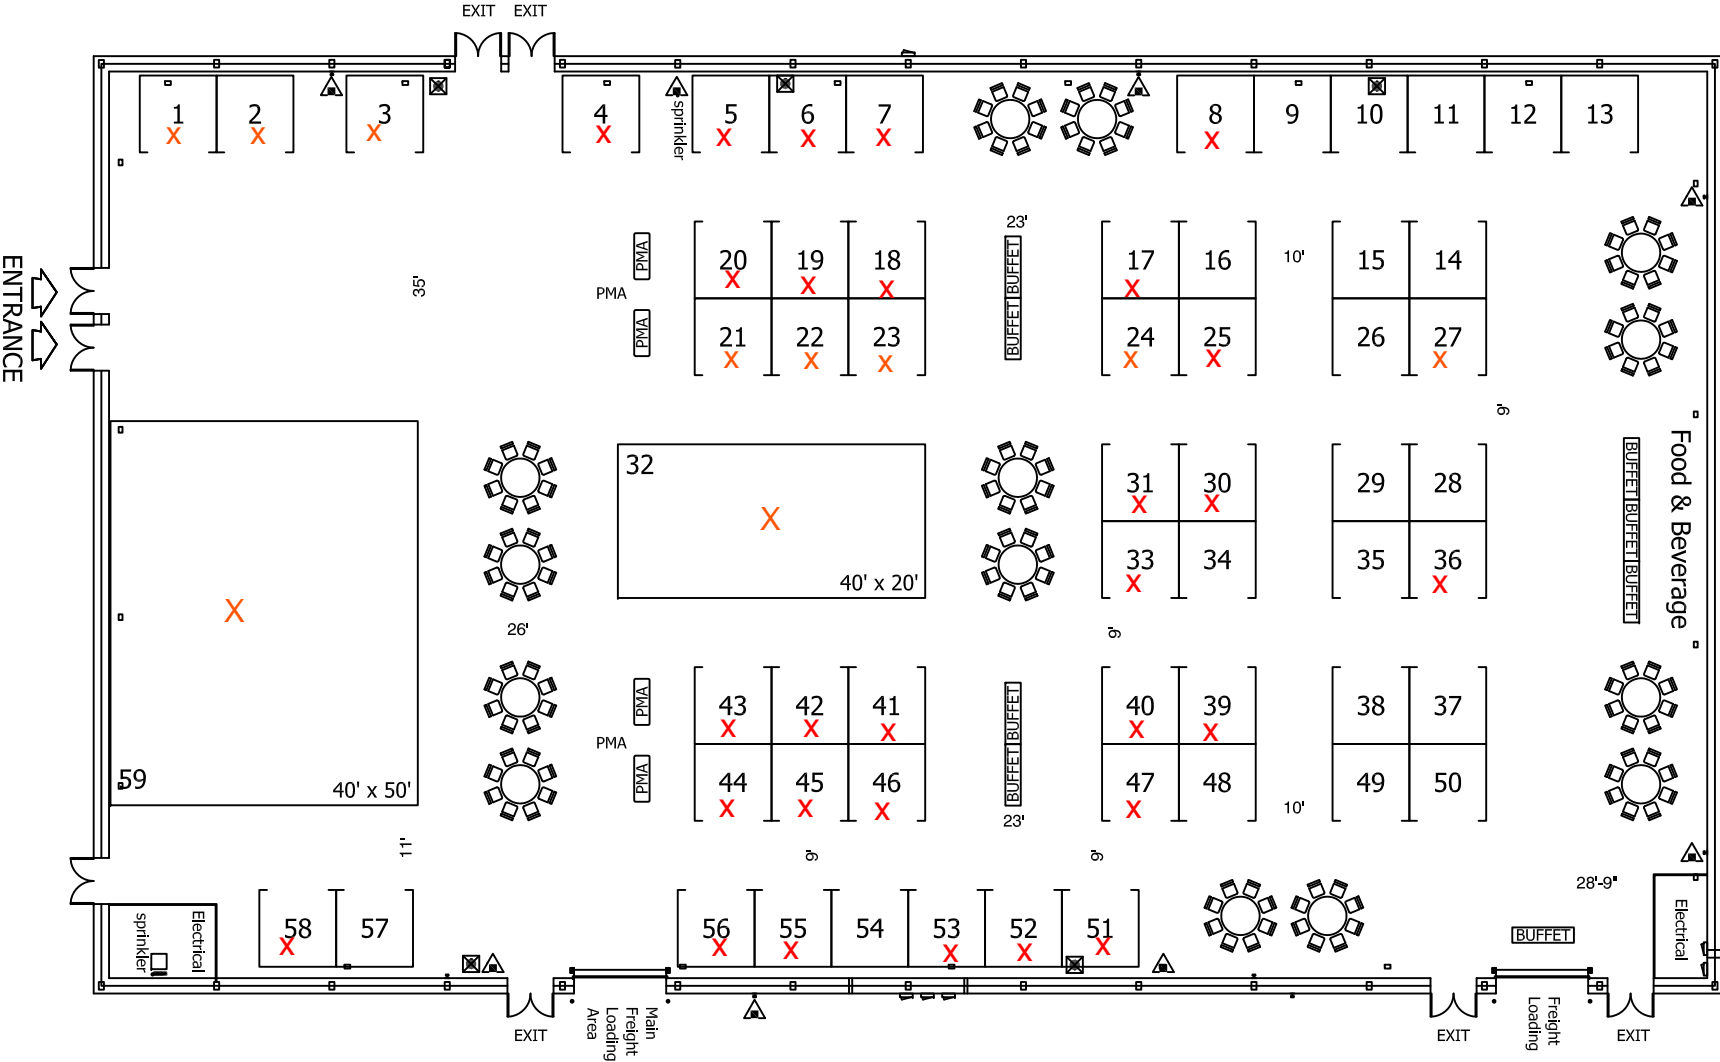 EXIT EXIT
1 2 3 4 5 6 7 8 9 10 11 12 13
X X X X X X X X
sprinkler
23'
PMA 20 19 18 BUFFET 17 16 10' 15 14
X X X X
35'
PMA
ENTRANCE
PMA 21 22 23 BUFFET 24 25 26 27
X X X X X X
9'
Food & Beverage
32 31 30 29 28
X X X
BUFFET BUFFET BUFFET
33 34 35 36
X X
40' x 20'
X
26' 9'
PMA 43 42 41 BUFFET 40 39 38 37
X X X X X
PMA
59 40' x 50'
PMA 44 45 46 BUFFET 47 48 49 50
X X X X
23' 10'
11' 9' 9'
28'-9"
58 57 56 55 54 53 52 51
X X X X X X
BUFFET
Electrical
sprinkler
Electrical
EXIT
Main
Freight
Loading
Area
EXIT
Freight
Loading
EXIT